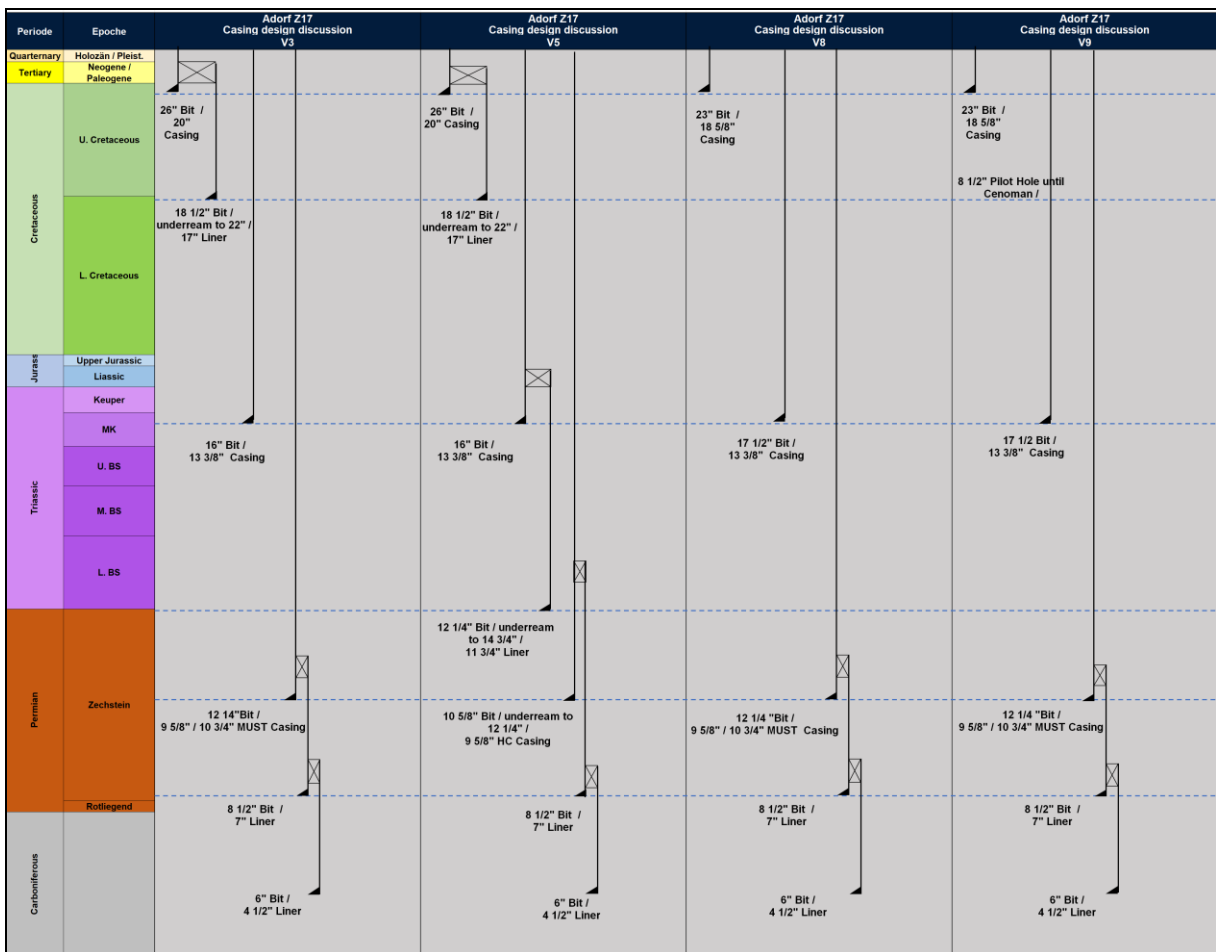 Periode
Epoche
Adorf Z17
Casing design discussion
V3
Adorf Z17
Casing design discussion
V5
Adorf Z17
Casing design discussion
V8
Adorf Z17
Casing design discussion
V9
Quarternary
Holozän / Pleist.
Tertiary
Neogene /
Paleogene
Cretaceous
U. Cretaceous
L. Cretaceous
Jurass
Upper Jurassic
Liassic
Triassic
Keuper
MK
U. BS
M. BS
L. BS
Permian
Zechstein
Rotliegend
Carboniferous
26" Bit /
20"
Casing
18 1/2" Bit /
underream to 22" /
17" Liner
16" Bit /
13 3/8" Casing
12 14"Bit /
9 5/8" / 10 3/4" MUST Casing
8 1/2" Bit /
7" Liner
6" Bit /
4 1/2" Liner
26" Bit /
20" Casing
18 1/2" Bit /
underream to 22" /
17" Liner
16" Bit /
13 3/8" Casing
12 1/4" Bit / underream
to 14 3/4" /
11 3/4" Liner
10 5/8" Bit / underream to
12 1/4" /
9 5/8" HC Casing
8 1/2" Bit /
7" Liner
6" Bit /
4 1/2" Liner
23" Bit /
18 5/8"
Casing
17 1/2" Bit /
13 3/8" Casing
12 1/4 "Bit /
9 5/8" / 10 3/4" MUST Casing
8 1/2" Bit /
7" Liner
6" Bit /
4 1/2" Liner
23" Bit /
18 5/8"
Casing
8 1/2" Pilot Hole until
Cenoman /
17 1/2 Bit /
13 3/8" Casing
12 1/4 "Bit /
9 5/8" / 10 3/4" MUST Casing
8 1/2" Bit /
7" Liner
6" Bit /
4 1/2" Liner